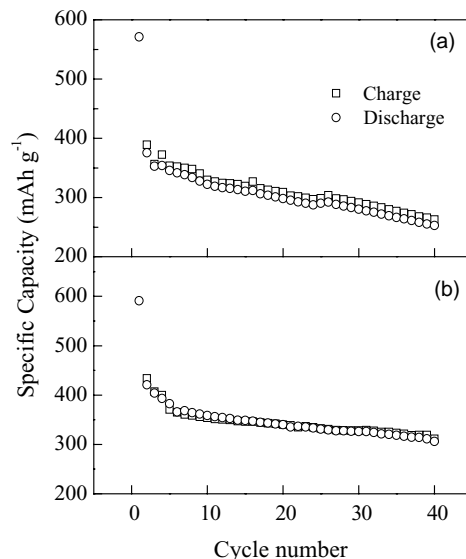 600
(a)
500
□ Charge
○ Discharge
400
300
200
600
(b)
500
400
300
200
0 10 20 30 40
Cycle number
Specific Capacity (mAh g⁻¹)